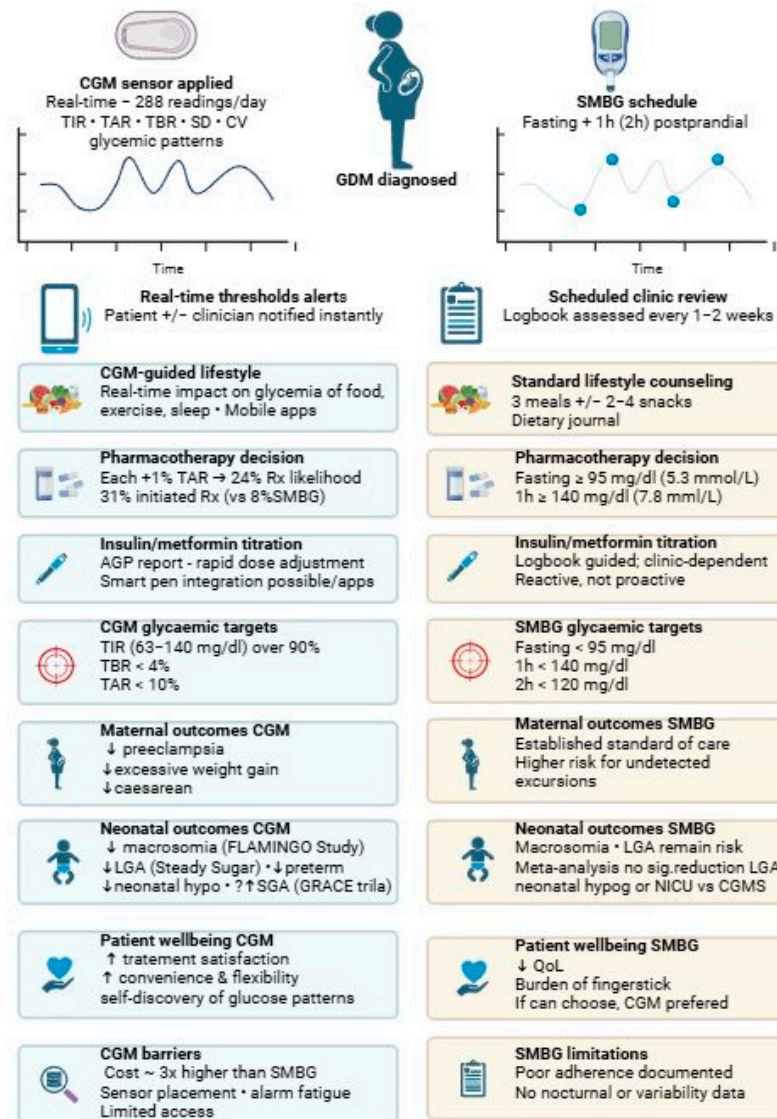 CGM sensor applied
Real-time – 288 readings/day
TIR • TAR • TBR • SD • CV
glycemic patterns
Time
GDM diagnosed
SMBG schedule
Fasting + 1h (2h) postprandial
Time
Real-time thresholds alerts
Patient +/– clinician notified instantly
Scheduled clinic review
Logbook assessed every 1–2 weeks
CGM-guided lifestyle
Real-time impact on glycemia of food,
exercise, sleep • Mobile apps
Standard lifestyle counseling
3 meals +/– 2–4 snacks
Dietary journal
Pharmacotherapy decision
Each +1% TAR → 24% Rx likelihood
31% initiated Rx (vs 8%SMBG)
Pharmacotherapy decision
Fasting ≥ 95 mg/dl (5.3 mmol/L)
1h ≥ 140 mg/dl (7.8 mml/L)
Insulin/metformin titration
AGP report - rapid dose adjustment
Smart pen integration possible/apps
Insulin/metformin titration
Logbook guided; clinic-dependent
Reactive, not proactive
CGM glycaemic targets
TIR (63–140 mg/dl) over 90%
TBR < 4%
TAR < 10%
SMBG glycaemic targets
Fasting < 95 mg/dl
1h < 140 mg/dl
2h < 120 mg/dl
Maternal outcomes CGM
↓ preeclampsia
↓excessive weight gain
↓caesarean
Maternal outcomes SMBG
Established standard of care
Higher risk for undetected
excursions
Neonatal outcomes CGM
↓ macrosomia (FLAMINGO Study)
↓LGA (Steady Sugar) • ↓preterm
↓neonatal hypo • ?↑SGA (GRACE trila)
Neonatal outcomes SMBG
Macrosomia • LGA remain risk
Meta-analysis no sig.reduction LGA
neonatal hypog or NICU vs CGMS
Patient wellbeing CGM
↑ tratement satisfaction
↑ convenience & flexibility
self-discovery of glucose patterns
Patient wellbeing SMBG
↓ QoL
Burden of fingerstick
If can choose, CGM prefered
CGM barriers
Cost ~ 3x higher than SMBG
Sensor placement • alarm fatigue
Limited access
SMBG limitations
Poor adherence documented
No nocturnal or variability data